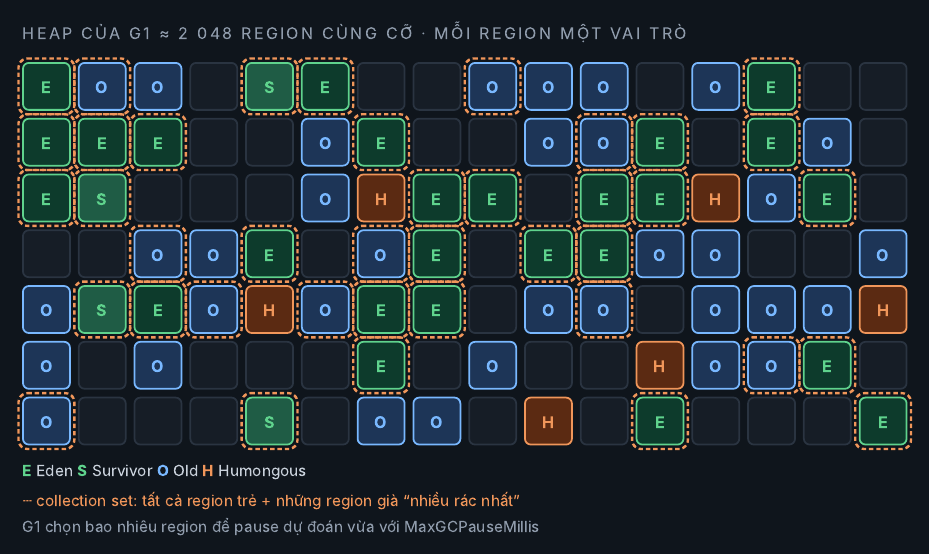 HEAP CỦA G1 ≈ 2 048 REGION CÙNG CỠ · MỖI REGION MỘT VAI TRÒ
E O O S E O O O O E
E E E O E O O E E O
E S O H E E E E H O E
O O E O E E E O O O
O S E O H O E E O O O O O H
O O E O H O O E
O S O O H E E
E Eden S Survivor O Old H Humongous
┄ collection set: tất cả region trẻ + những region già “nhiều rác nhất”
G1 chọn bao nhiêu region để pause dự đoán vừa với MaxGCPauseMillis